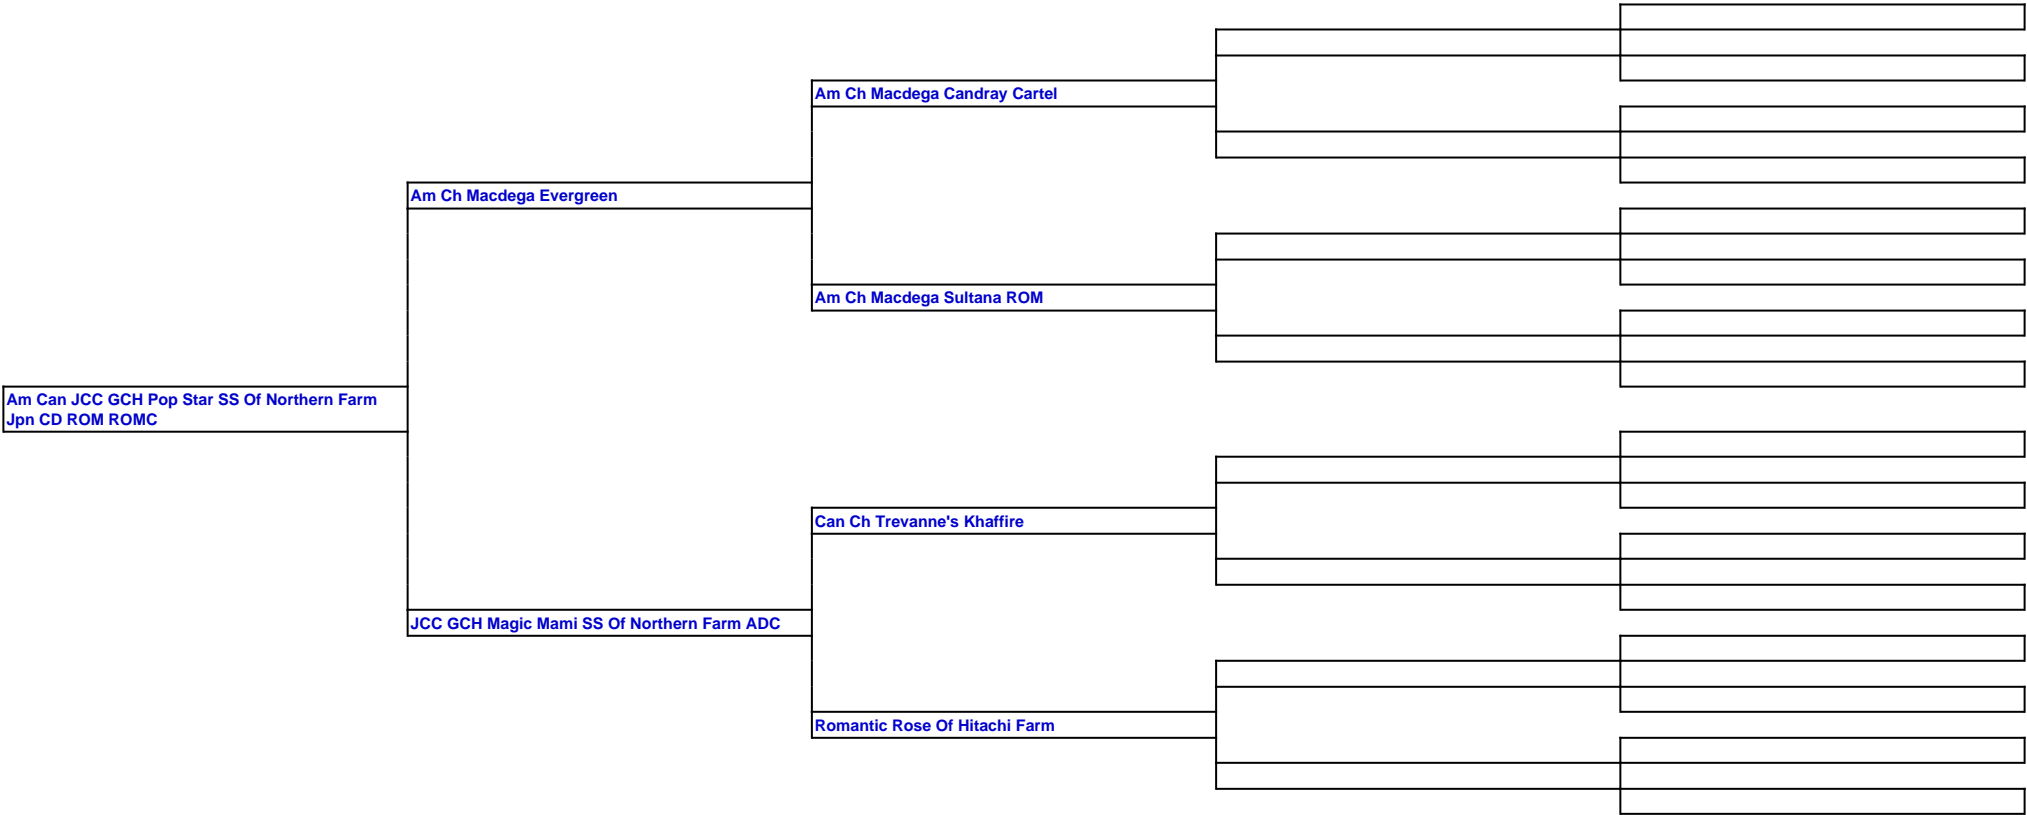 Am Ch Macdega Candray Cartel
Am Ch Macdega Evergreen
Am Ch Macdega Sultana ROM
Am Can JCC GCH Pop Star SS Of Northern Farm
Jpn CD ROM ROMC
Can Ch Trevanne's Khaffire
JCC GCH Magic Mami SS Of Northern Farm ADC
Romantic Rose Of Hitachi Farm